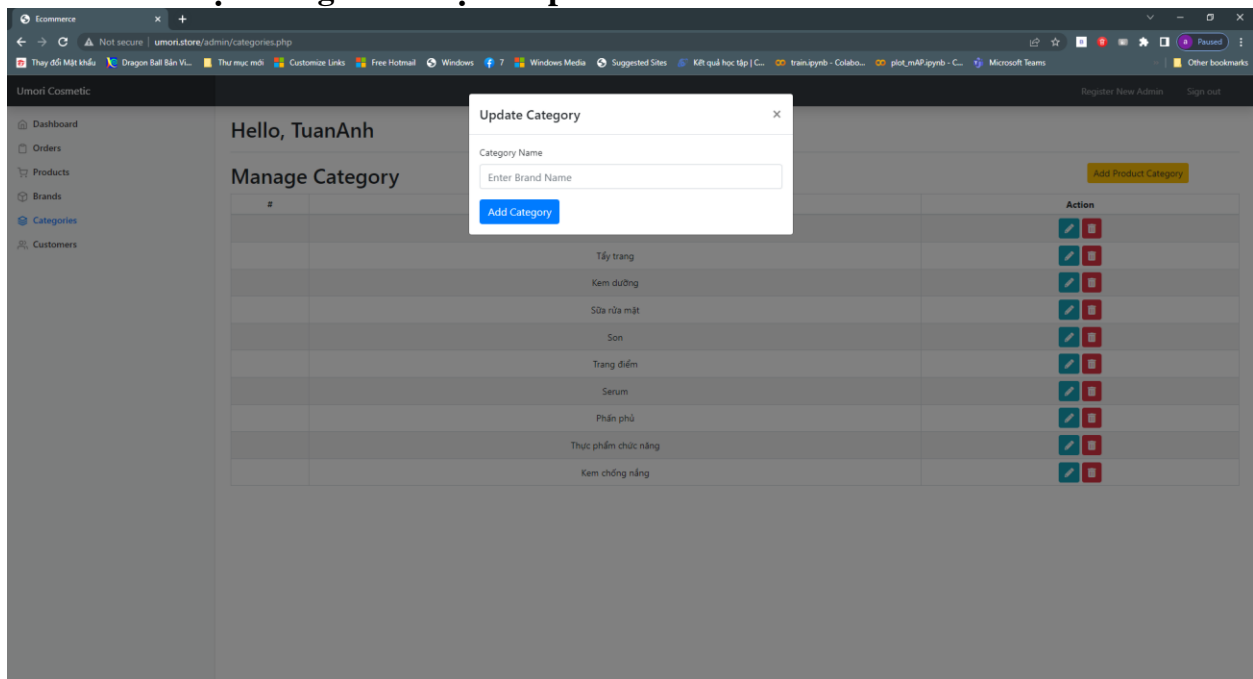 Ecommerce
Not secure | umori.store/admin/categories.php
Paused
Thay đổi Mật khẩu Dragon Ball Bản Vi... Thư mục mới Customize Links Free Hotmail Windows 7 Windows Media Suggested Sites Kết quả học tập | C... train.ipynb - Colabo... plot_mAP.ipynb - C... Microsoft Teams Other bookmarks
Umori Cosmetic
Register New Admin Sign out
Dashboard
Orders
Products
Brands
Categories
Customers
Hello, TuanAnh
Manage Category
Add Product Category
Update Category ×
Category Name
Enter Brand Name
Add Category
# Action
Tẩy trang
Kem dưỡng
Sữa rửa mặt
Son
Trang điểm
Serum
Phấn phủ
Thực phẩm chức năng
Kem chống nắng